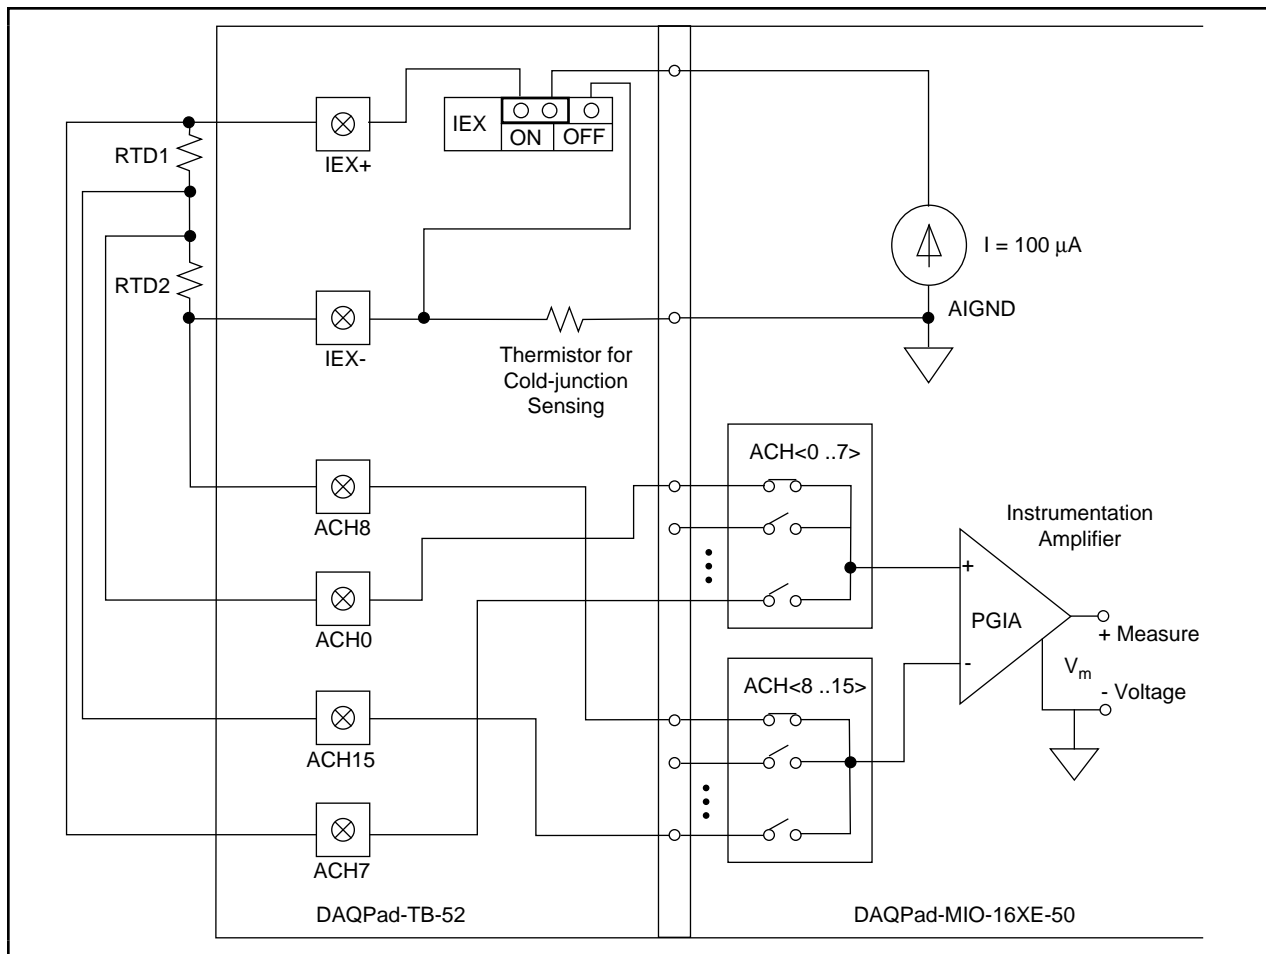 IEX
ON
OFF
RTD1
IEX+
I = 100 μA
RTD2
AIGND
IEX-
Thermistor for
Cold-junction
Sensing
ACH<0 ..7>
ACH8
Instrumentation
Amplifier
+
PGIA
-
+ Measure
Vm
- Voltage
ACH0
ACH<8 ..15>
ACH15
ACH7
DAQPad-TB-52
DAQPad-MIO-16XE-50